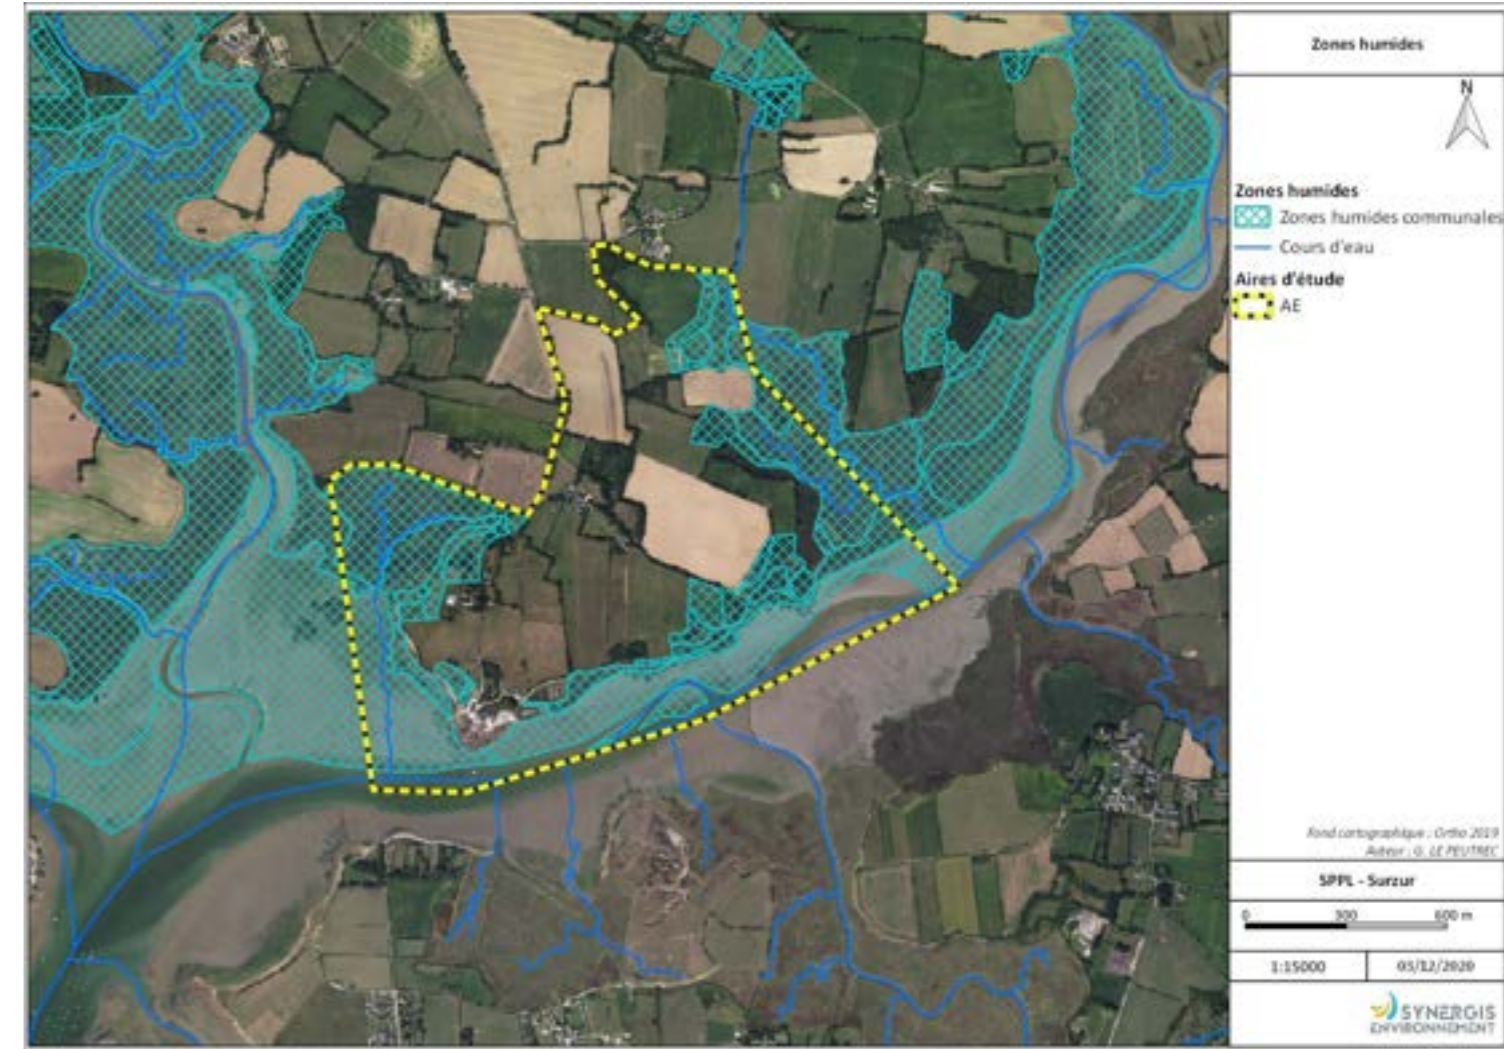 Zones humides
N
Zones humides
Zones humides communales
Cours d'eau
Aires d'étude
AE
Fond cartographique : Ortho 2019
Auteur : G. LE PEUTREC
SPPL - Surzur
0 300 600 m
1:15000
03/12/2020
SYNERGIS
ENVIRONNEMENT